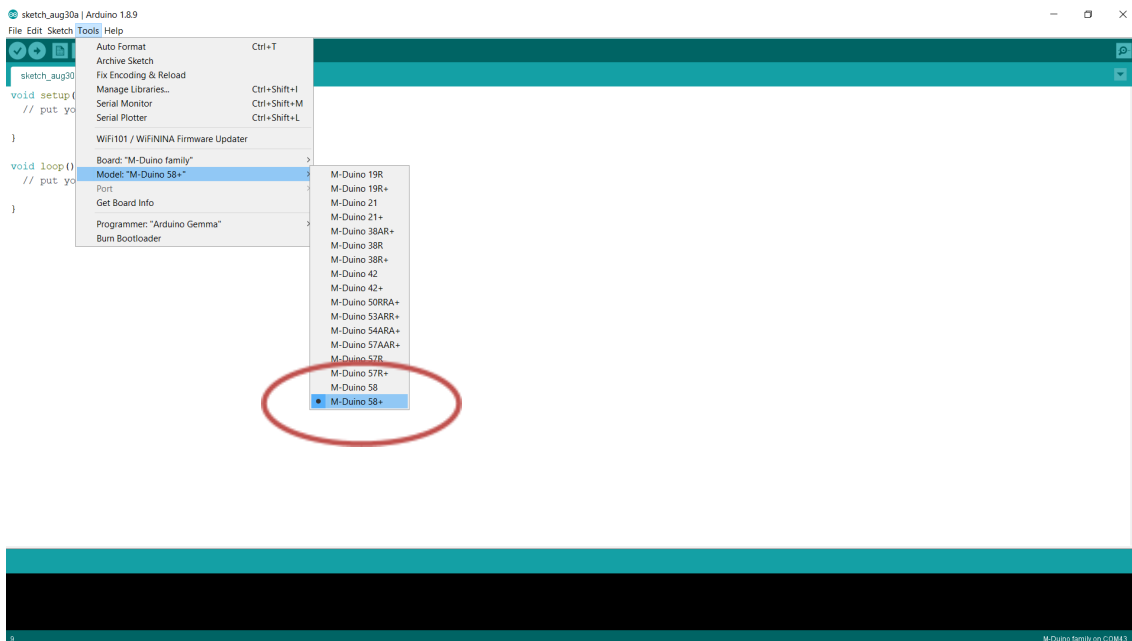 sketch_aug30a | Arduino 1.8.9
File Edit Sketch Tools Help
sketch_aug30
void setup(
// put yo
}
void loop()
// put yo
}
Auto Format Ctrl+T
Archive Sketch
Fix Encoding & Reload
Manage Libraries... Ctrl+Shift+I
Serial Monitor Ctrl+Shift+M
Serial Plotter Ctrl+Shift+L
WiFi101 / WiFiNINA Firmware Updater
Board: "M-Duino family"
Model: "M-Duino 58+"
Port
Get Board Info
Programmer: "Arduino Gemma"
Burn Bootloader
M-Duino 19R
M-Duino 19R+
M-Duino 21
M-Duino 21+
M-Duino 38AR+
M-Duino 38R
M-Duino 38R+
M-Duino 42
M-Duino 42+
M-Duino 50RRA+
M-Duino 53ARR+
M-Duino 54ARA+
M-Duino 57AAR+
M-Duino 57R
M-Duino 57R+
M-Duino 58
M-Duino 58+
9 M-Duino family on COM43